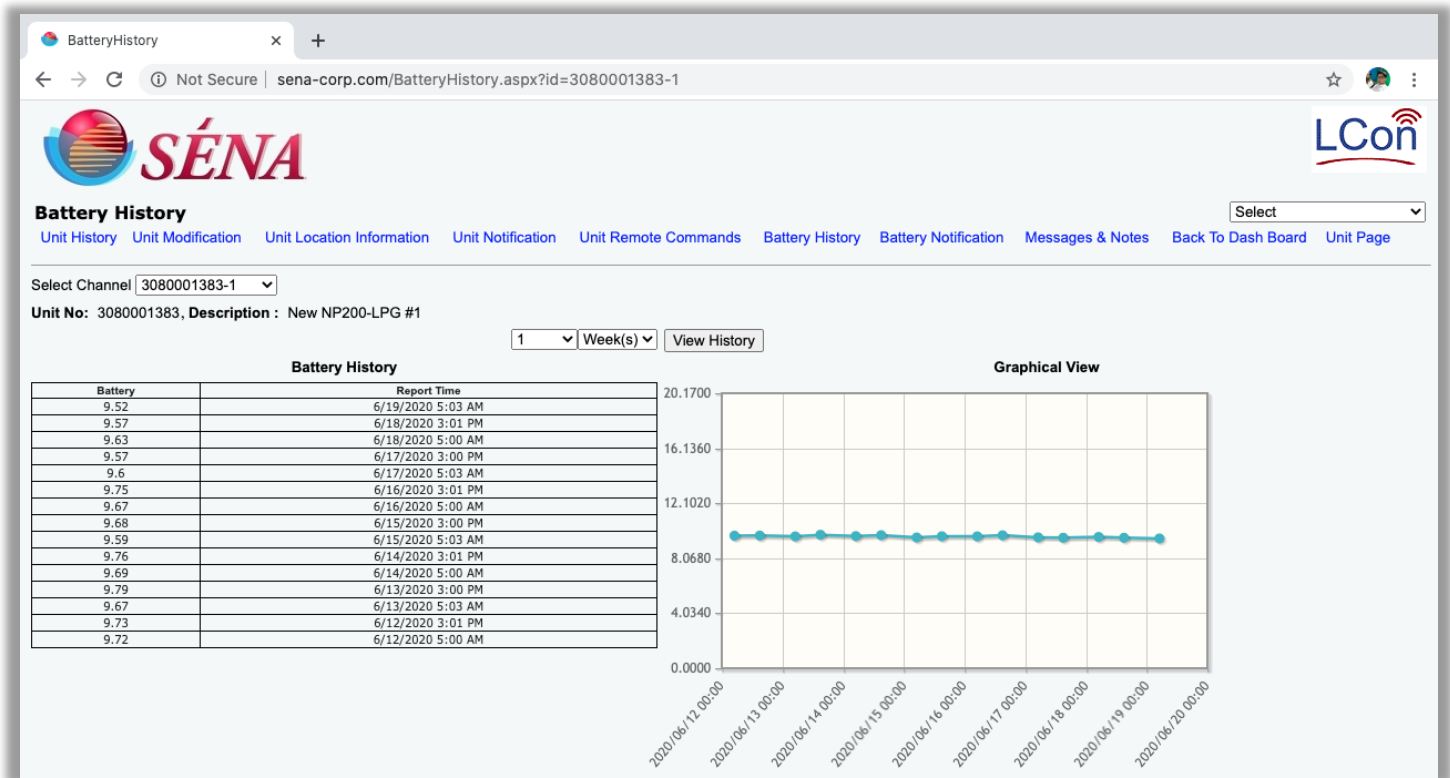 BatteryHistory
Not Secure | sena-corp.com/BatteryHistory.aspx?id=3080001383-1
SÉNA
LCon
Battery History
Select
Unit History Unit Modification Unit Location Information Unit Notification Unit Remote Commands Battery History Battery Notification Messages & Notes Back To Dash Board Unit Page
Select Channel 3080001383-1
Unit No: 3080001383, Description : New NP200-LPG #1
1 Week(s) View History
Battery History
Battery Report Time
9.52 6/19/2020 5:03 AM
9.57 6/18/2020 3:01 PM
9.63 6/18/2020 5:00 AM
9.57 6/17/2020 3:00 PM
9.6 6/17/2020 5:03 AM
9.75 6/16/2020 3:01 PM
9.67 6/16/2020 5:00 AM
9.68 6/15/2020 3:00 PM
9.59 6/15/2020 5:03 AM
9.76 6/14/2020 3:01 PM
9.69 6/14/2020 5:00 AM
9.79 6/13/2020 3:00 PM
9.67 6/13/2020 5:03 AM
9.73 6/12/2020 3:01 PM
9.72 6/12/2020 5:00 AM
Graphical View
20.1700
16.1360
12.1020
8.0680
4.0340
0.0000
2020/06/12 00:00
2020/06/13 00:00
2020/06/14 00:00
2020/06/15 00:00
2020/06/16 00:00
2020/06/17 00:00
2020/06/18 00:00
2020/06/19 00:00
2020/06/20 00:00